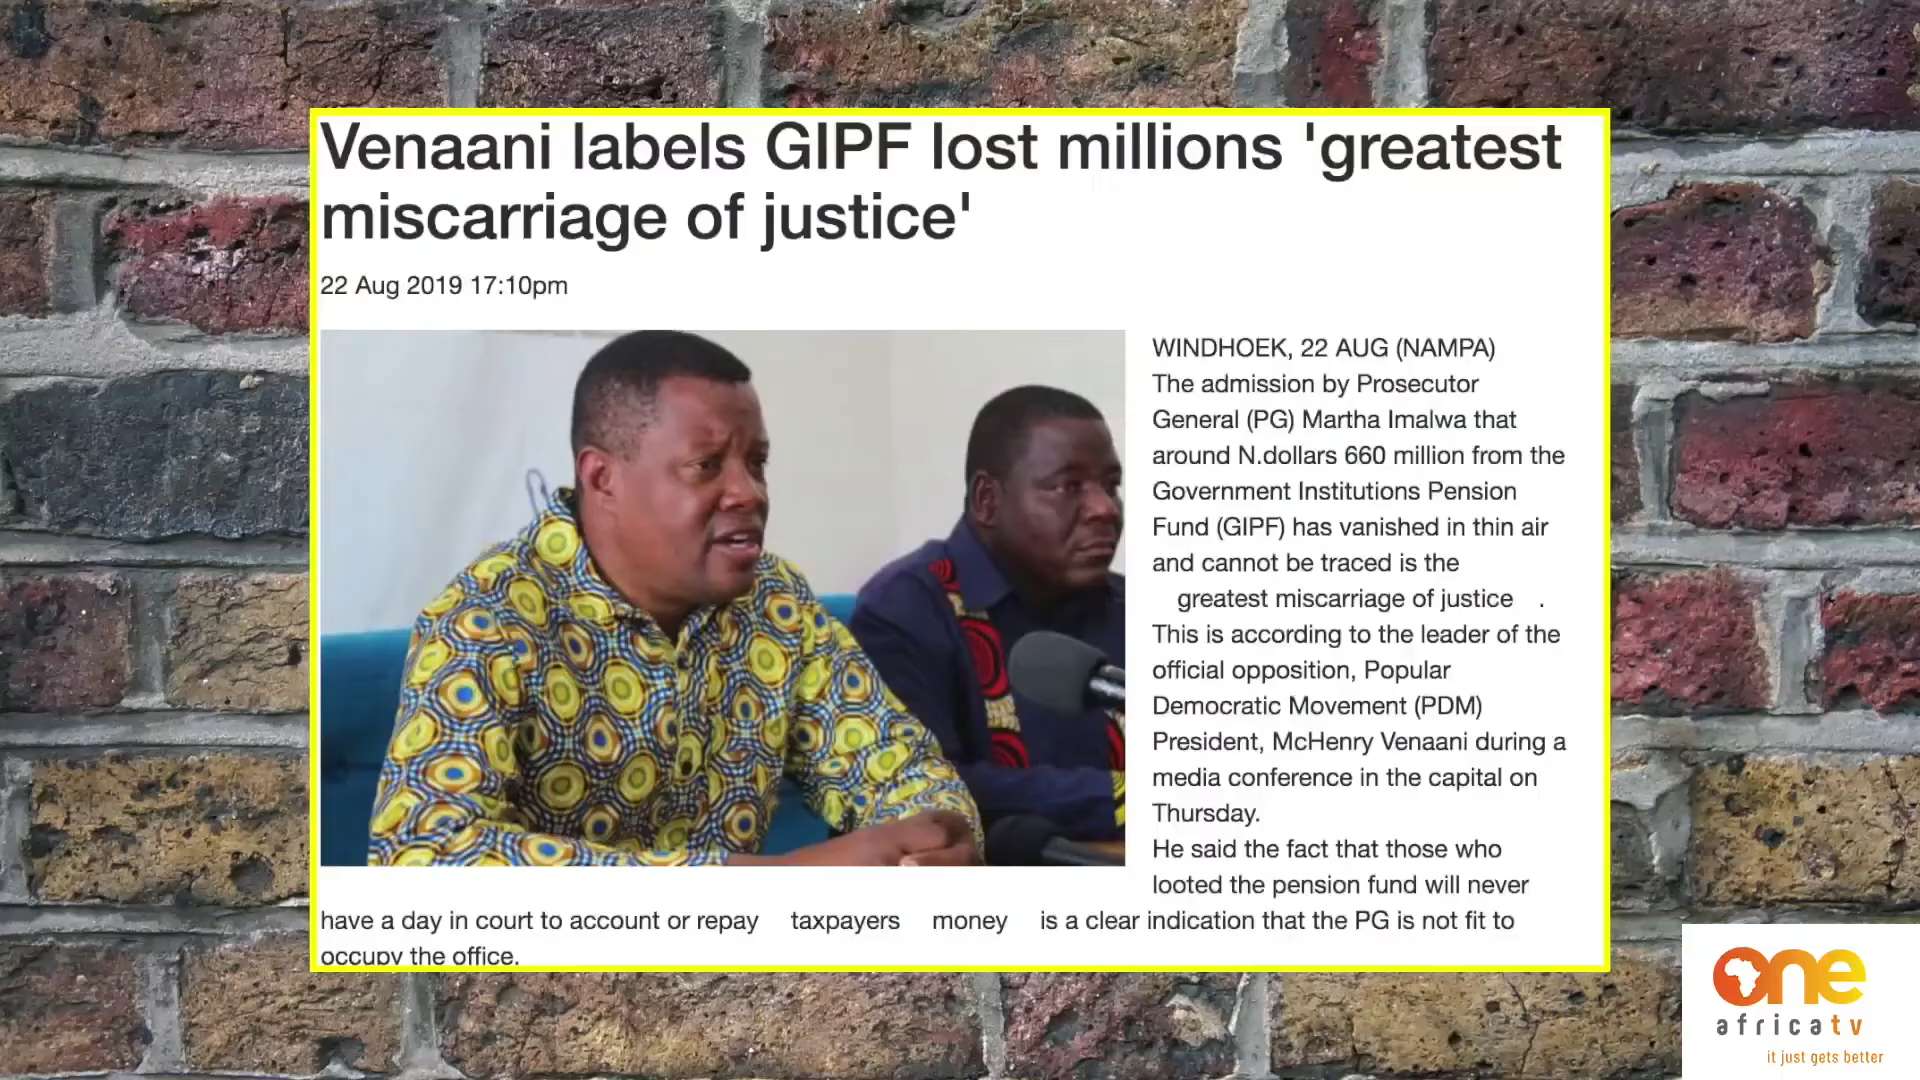 Venaani labels GIPF lost millions 'greatest
miscarriage of justice'
22 Aug 2019 17:10pm
WINDHOEK, 22 AUG (NAMPA)
The admission by Prosecutor
General (PG) Martha Imalwa that
around N.dollars 660 million from the
Government Institutions Pension
Fund (GIPF) has vanished in thin air
and cannot be traced is the
greatest miscarriage of justice .
This is according to the leader of the
official opposition, Popular
Democratic Movement (PDM)
President, McHenry Venaani during a
media conference in the capital on
Thursday.
He said the fact that those who
looted the pension fund will never
have a day in court to account or repay taxpayers money is a clear indication that the PG is not fit to
occupy the office.
one
africa tv
it just gets better